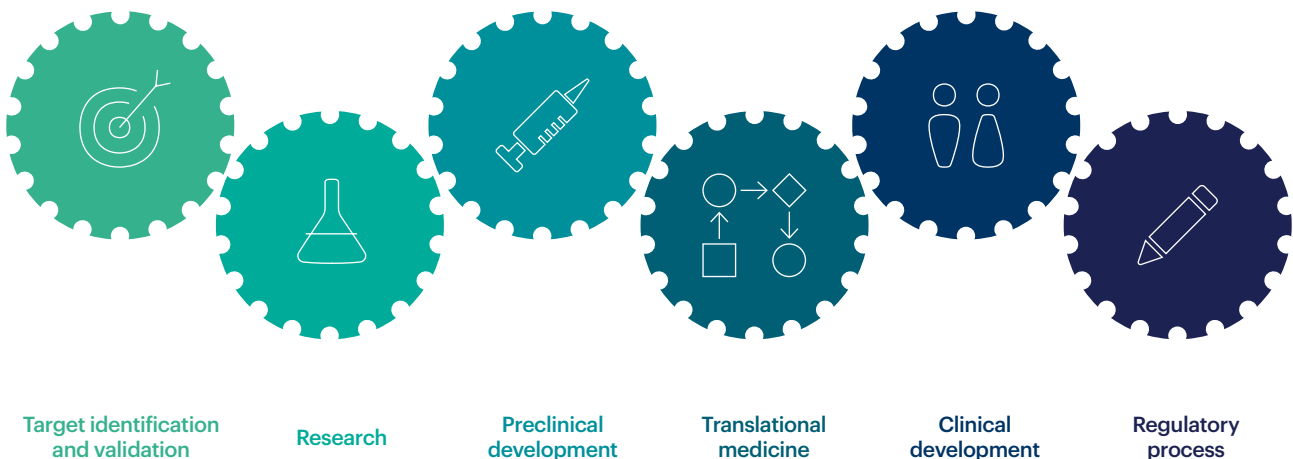 Target identification
and validation
Research
Preclinical
development
Translational
medicine
Clinical
development
Regulatory
process